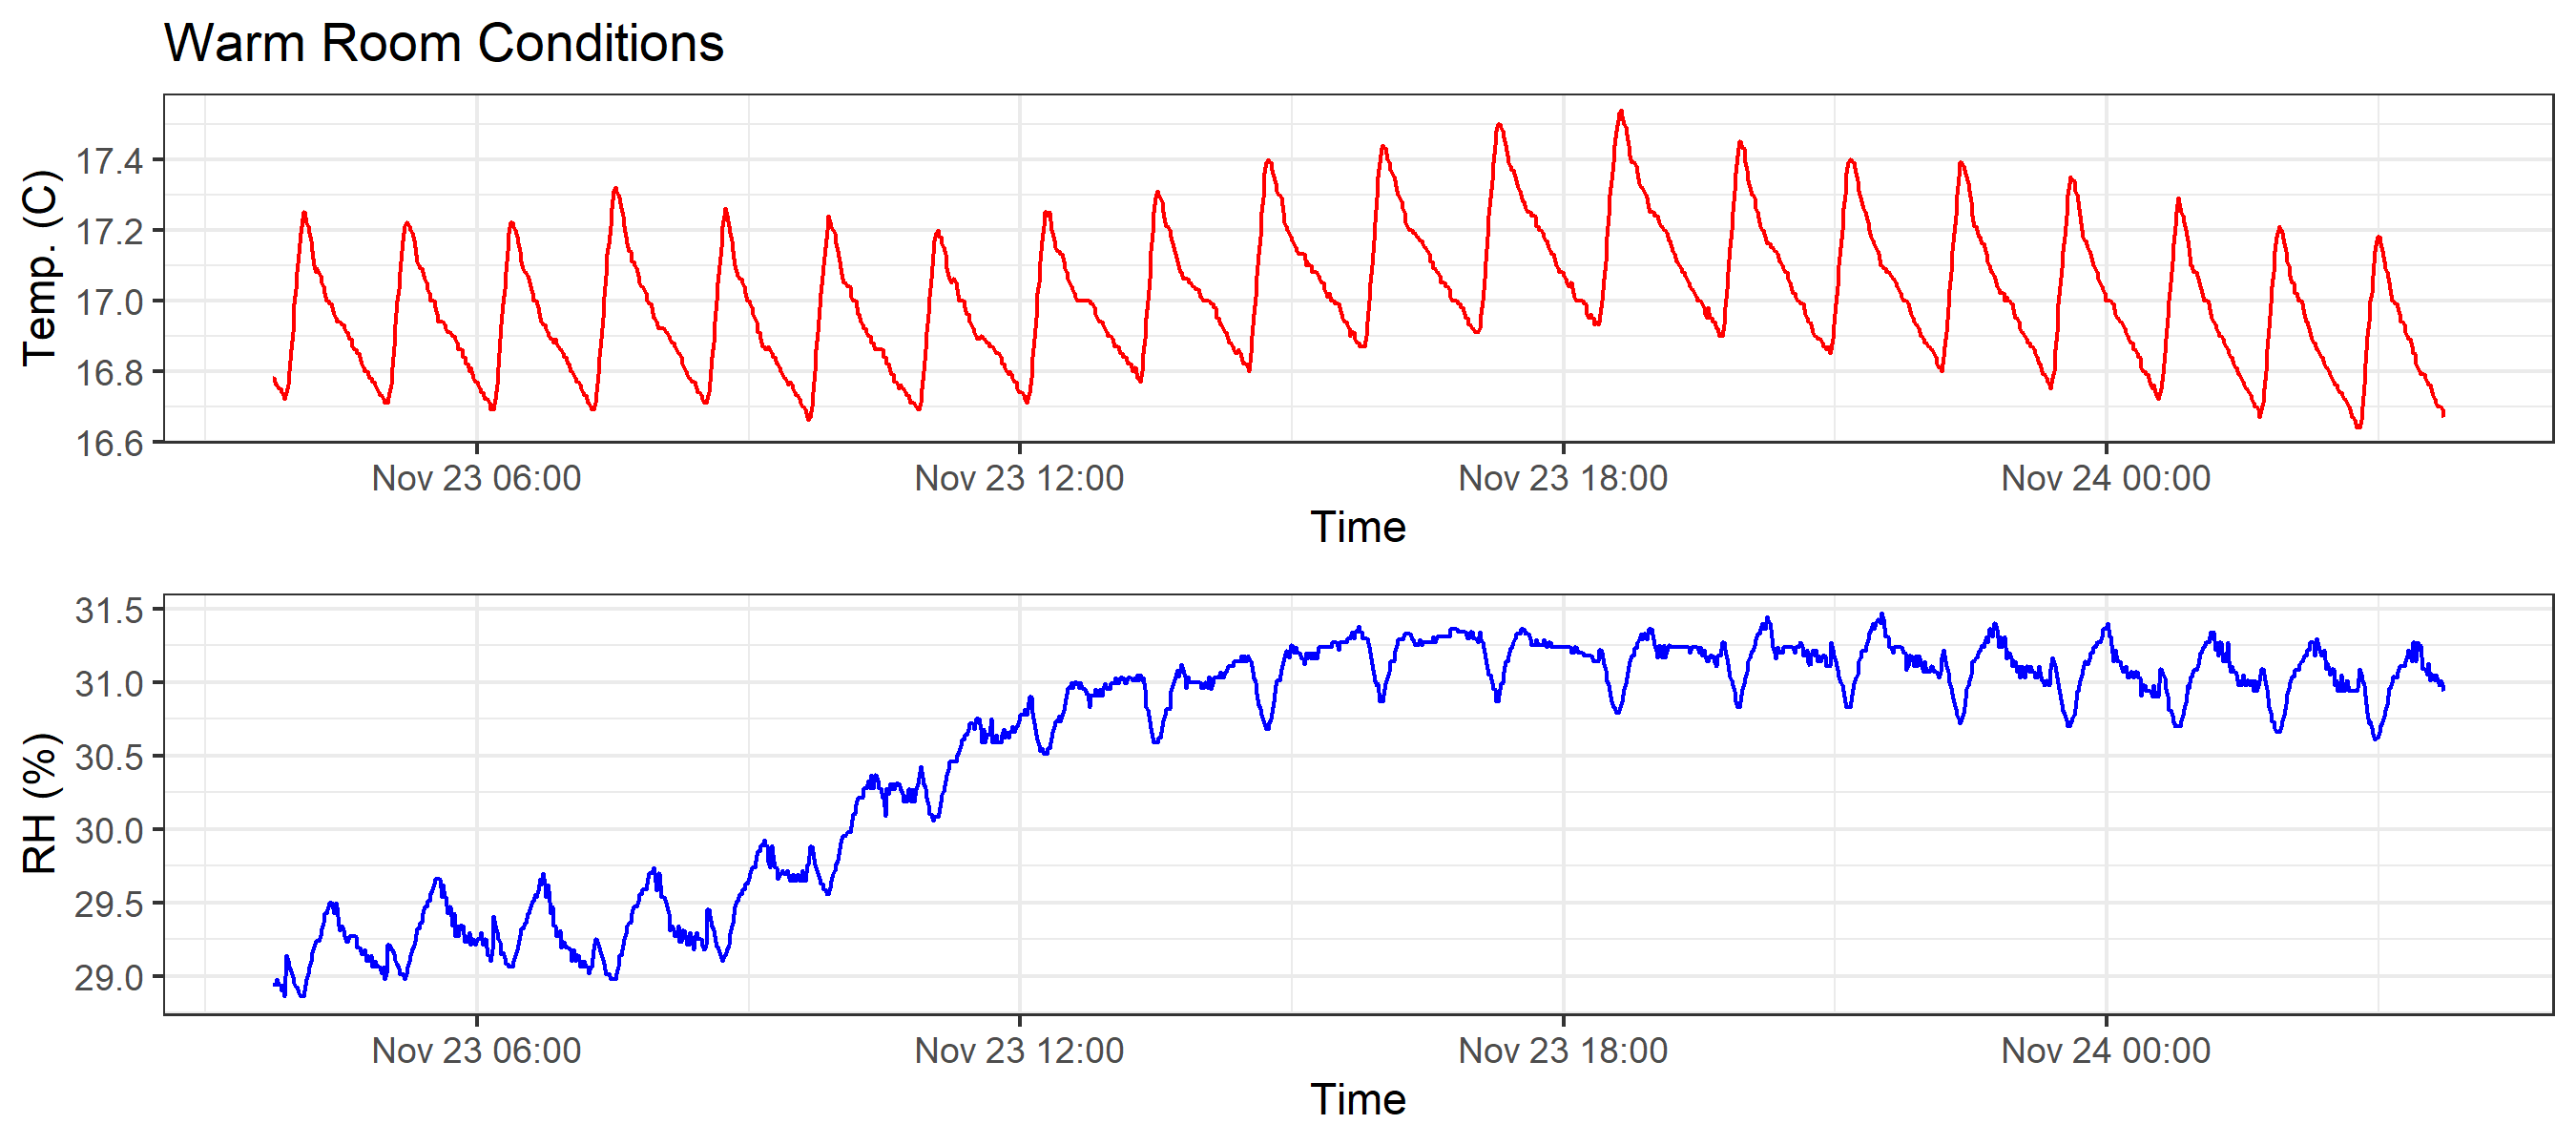 Warm Room Conditions
Temp. (C)
17.4
17.2
17.0
16.8
16.6
Nov 23 06:00 Nov 23 12:00 Nov 23 18:00 Nov 24 00:00
Time
RH (%)
31.5
31.0
30.5
30.0
29.5
29.0
Nov 23 06:00 Nov 23 12:00 Nov 23 18:00 Nov 24 00:00
Time